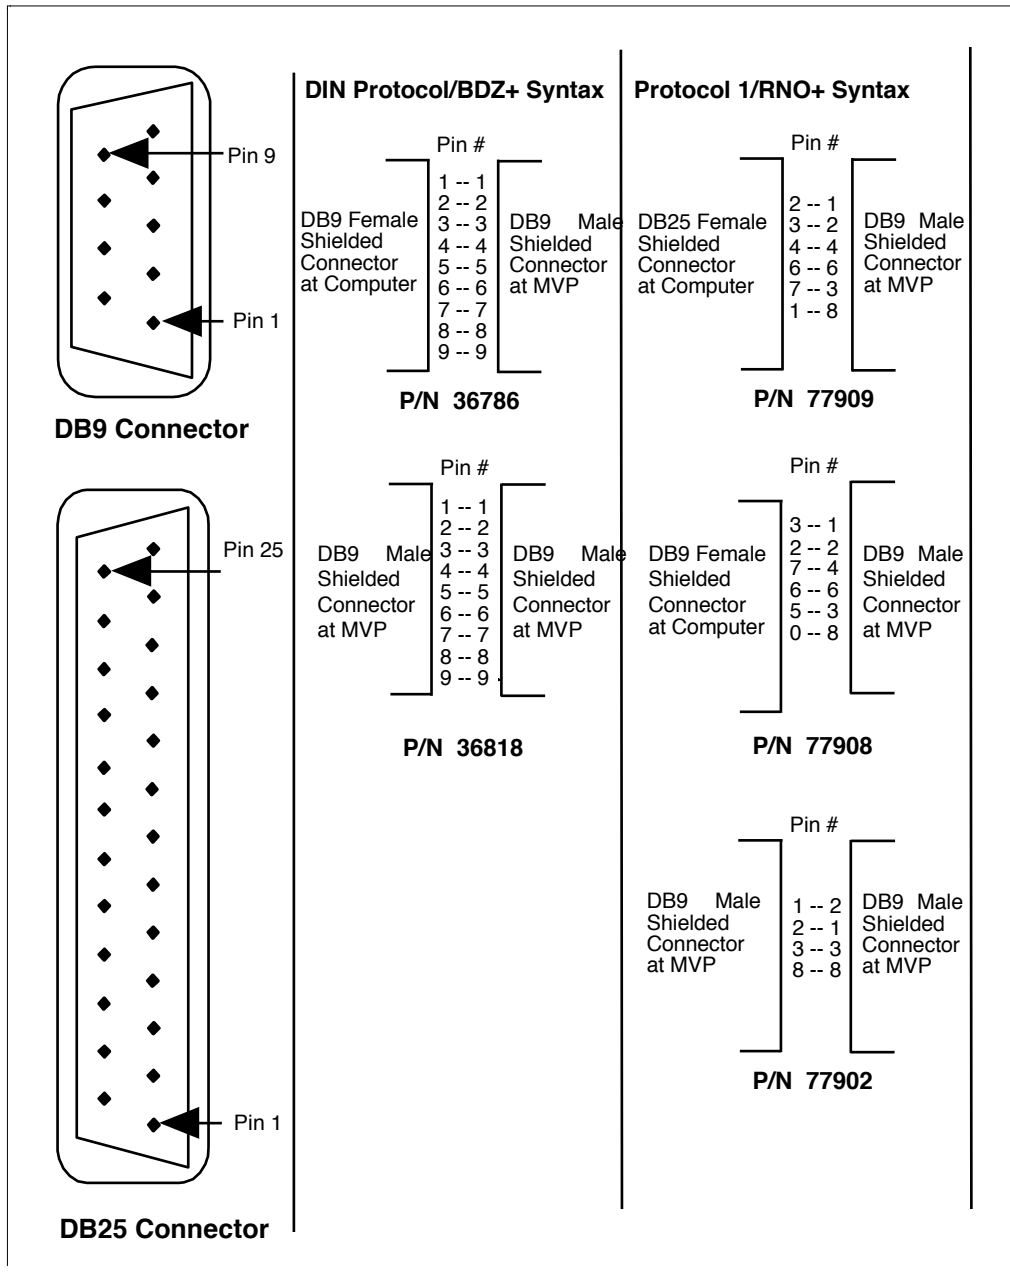 Pin 9
Pin 1
DB9 Connector
Pin 25
Pin 1
DB25 Connector
DIN Protocol/BDZ+ Syntax
Pin #
DB9 Female
Shielded
Connector
at Computer
1 -- 1
2 -- 2
3 -- 3
4 -- 4
5 -- 5
6 -- 6
7 -- 7
8 -- 8
9 -- 9
DB9 Male
Shielded
Connector
at MVP
P/N 36786
Pin #
DB9 Male
Shielded
Connector
at MVP
1 -- 1
2 -- 2
3 -- 3
4 -- 4
5 -- 5
6 -- 6
7 -- 7
8 -- 8
9 -- 9
DB9 Male
Shielded
Connector
at MVP
P/N 36818
Protocol 1/RNO+ Syntax
Pin #
DB25 Female
Shielded
Connector
at Computer
2 -- 1
3 -- 2
4 -- 4
6 -- 6
7 -- 3
1 -- 8
DB9 Male
Shielded
Connector
at MVP
P/N 77909
Pin #
DB9 Female
Shielded
Connector
at Computer
3 -- 1
2 -- 2
7 -- 4
6 -- 6
5 -- 3
0 -- 8
DB9 Male
Shielded
Connector
at MVP
P/N 77908
Pin #
DB9 Male
Shielded
Connector
at MVP
1 -- 2
2 -- 1
3 -- 3
8 -- 8
DB9 Male
Shielded
Connector
at MVP
P/N 77902